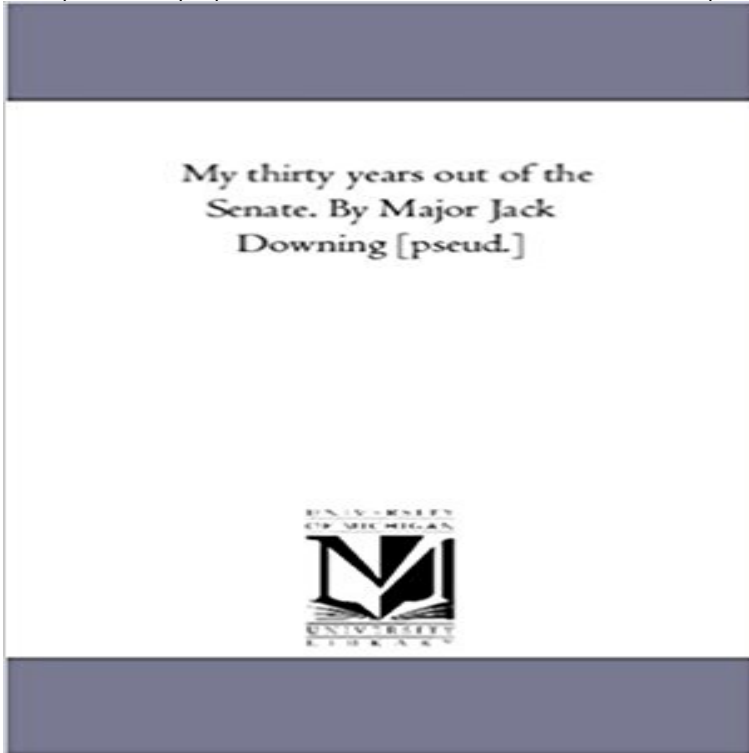 My thirty years out of the
Senate. By Major Jack
Downing [pseud.]
UNIVERSITY
OF MICHIGAN
UNIVERSITY
LIBRARY